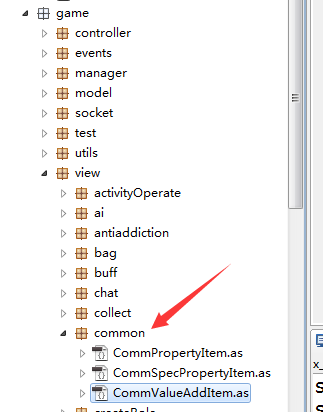 game
controller
events
manager
model
socket
test
utils
view
activityOperate
ai
antiaddiction
bag
buff
chat
collect
common
CommPropertyItem.as
CommSpecPropertyItem.as
CommValueAddItem.as